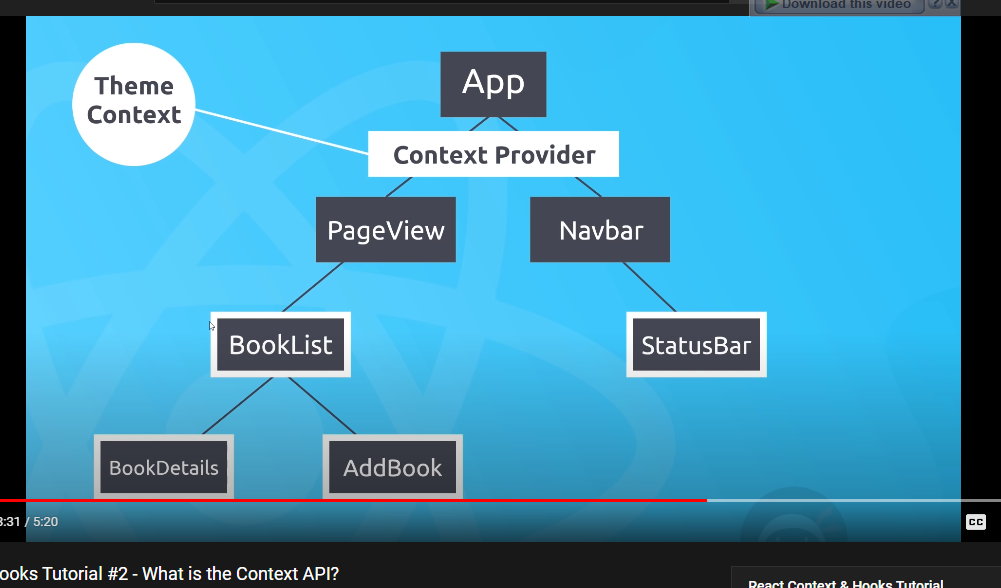 Download this video
Theme
Context
App
Context Provider
PageView
Navbar
BookList
StatusBar
BookDetails
AddBook
3:31 / 5:20
CC
ooks Tutorial #2 - What is the Context API?
React Context & Hooks Tutorial